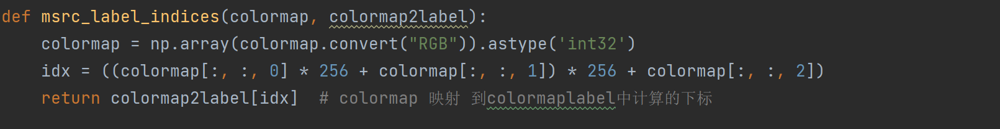 def msrc_label_indices(colormap, colormap2label):
    colormap = np.array(colormap.convert("RGB")).astype('int32')
    idx = ((colormap[:, :, 0] * 256 + colormap[:, :, 1]) * 256 + colormap[:, :, 2])
    return colormap2label[idx]  # colormap 映射 到colormaplabel中计算的下标